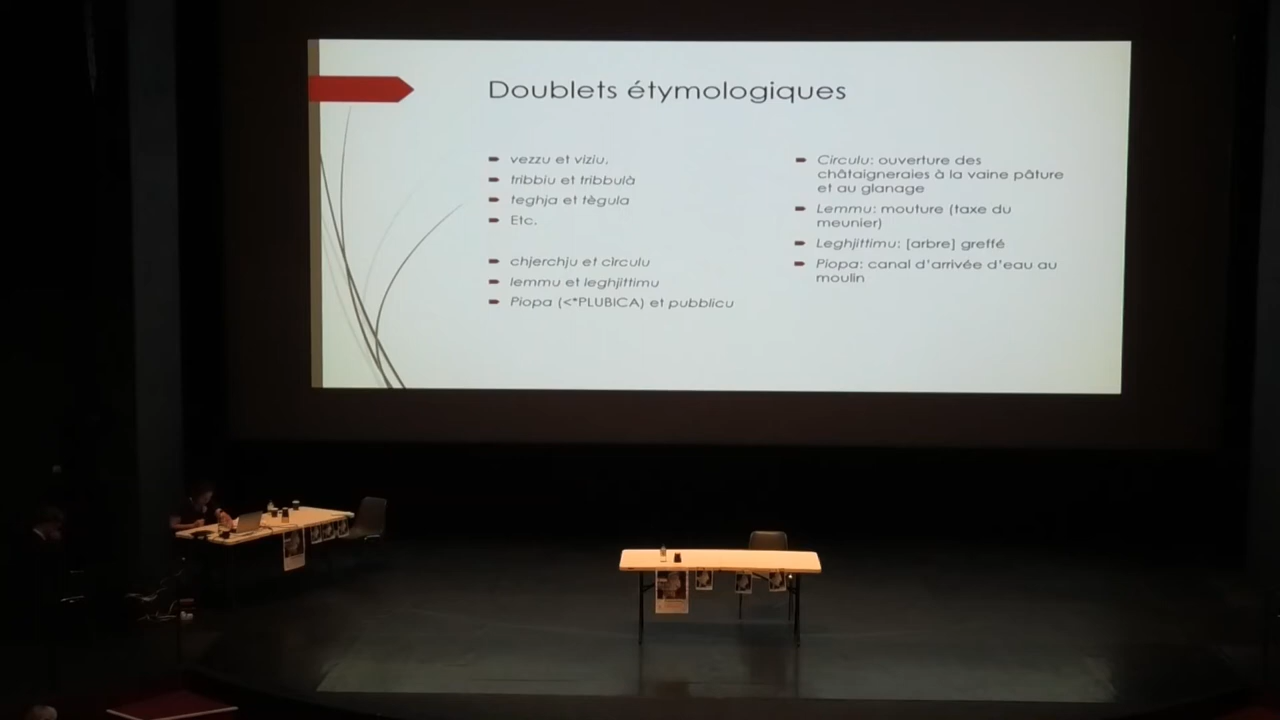 Doublets étymologiques
vezzu et viziu,
tribbiu et tribbulà
teghja et tègula
Etc.
chjerchju et cìrculu
lemmu et leghjittimu
Piopa (<*PLUBICA) et pubblicu
Circulu: ouverture des
châtaigneraies à la vaine pâture
et au glanage
Lemmu: mouture (taxe du
meunier)
Leghjittimu: [arbre] greffé
Piopa: canal d'arrivée d'eau au
moulin